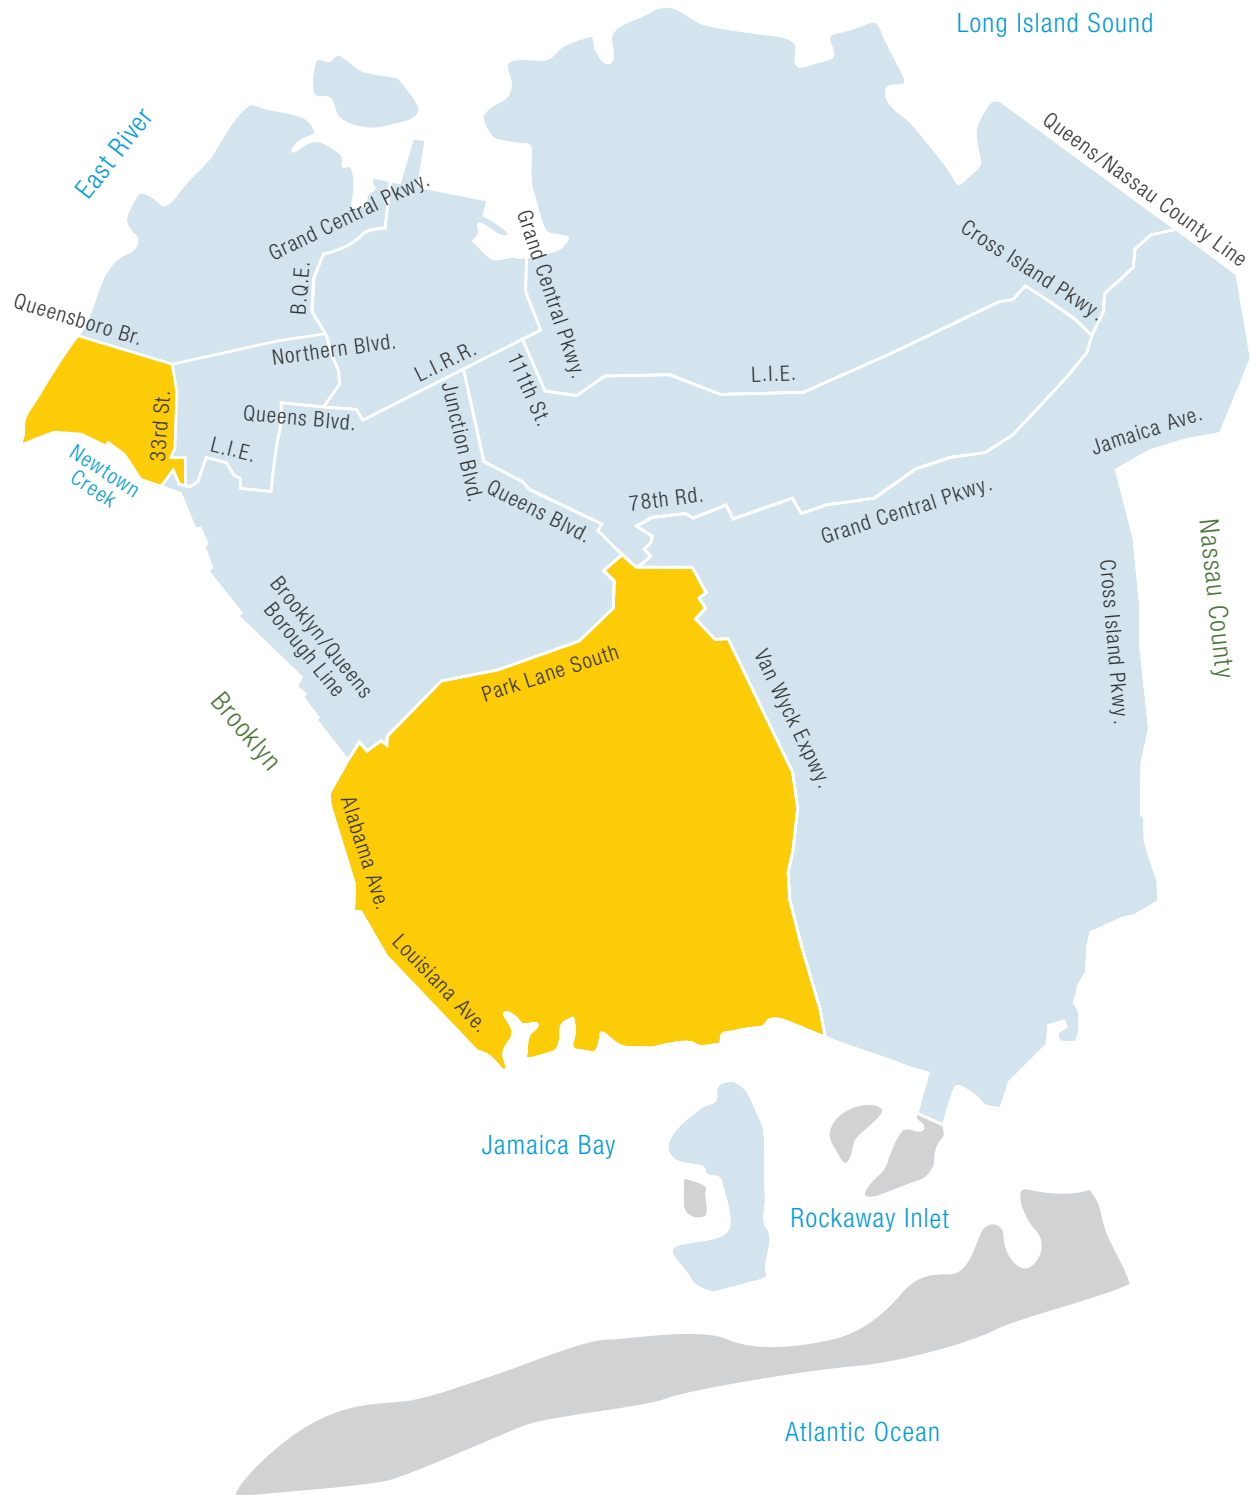 Long Island Sound
East River
Queens/Nassau County Line
Grand Central Pkwy.
Grand Central Pkwy.
Cross Island Pkwy.
B.Q.E.
Queensboro Br.
Northern Blvd.
L.I.R.R.
111th St.
L.I.E.
33rd St.
Queens Blvd.
Junction Blvd.
Jamaica Ave.
L.I.E.
Newtown
Creek
Queens Blvd.
78th Rd.
Grand Central Pkwy.
Nassau County
Cross Island Pkwy.
Brooklyn/Queens
Borough Line
Park Lane South
Van Wyck Expwy.
Brooklyn
Alabama Ave.
Louisiana Ave.
Jamaica Bay
Rockaway Inlet
Atlantic Ocean